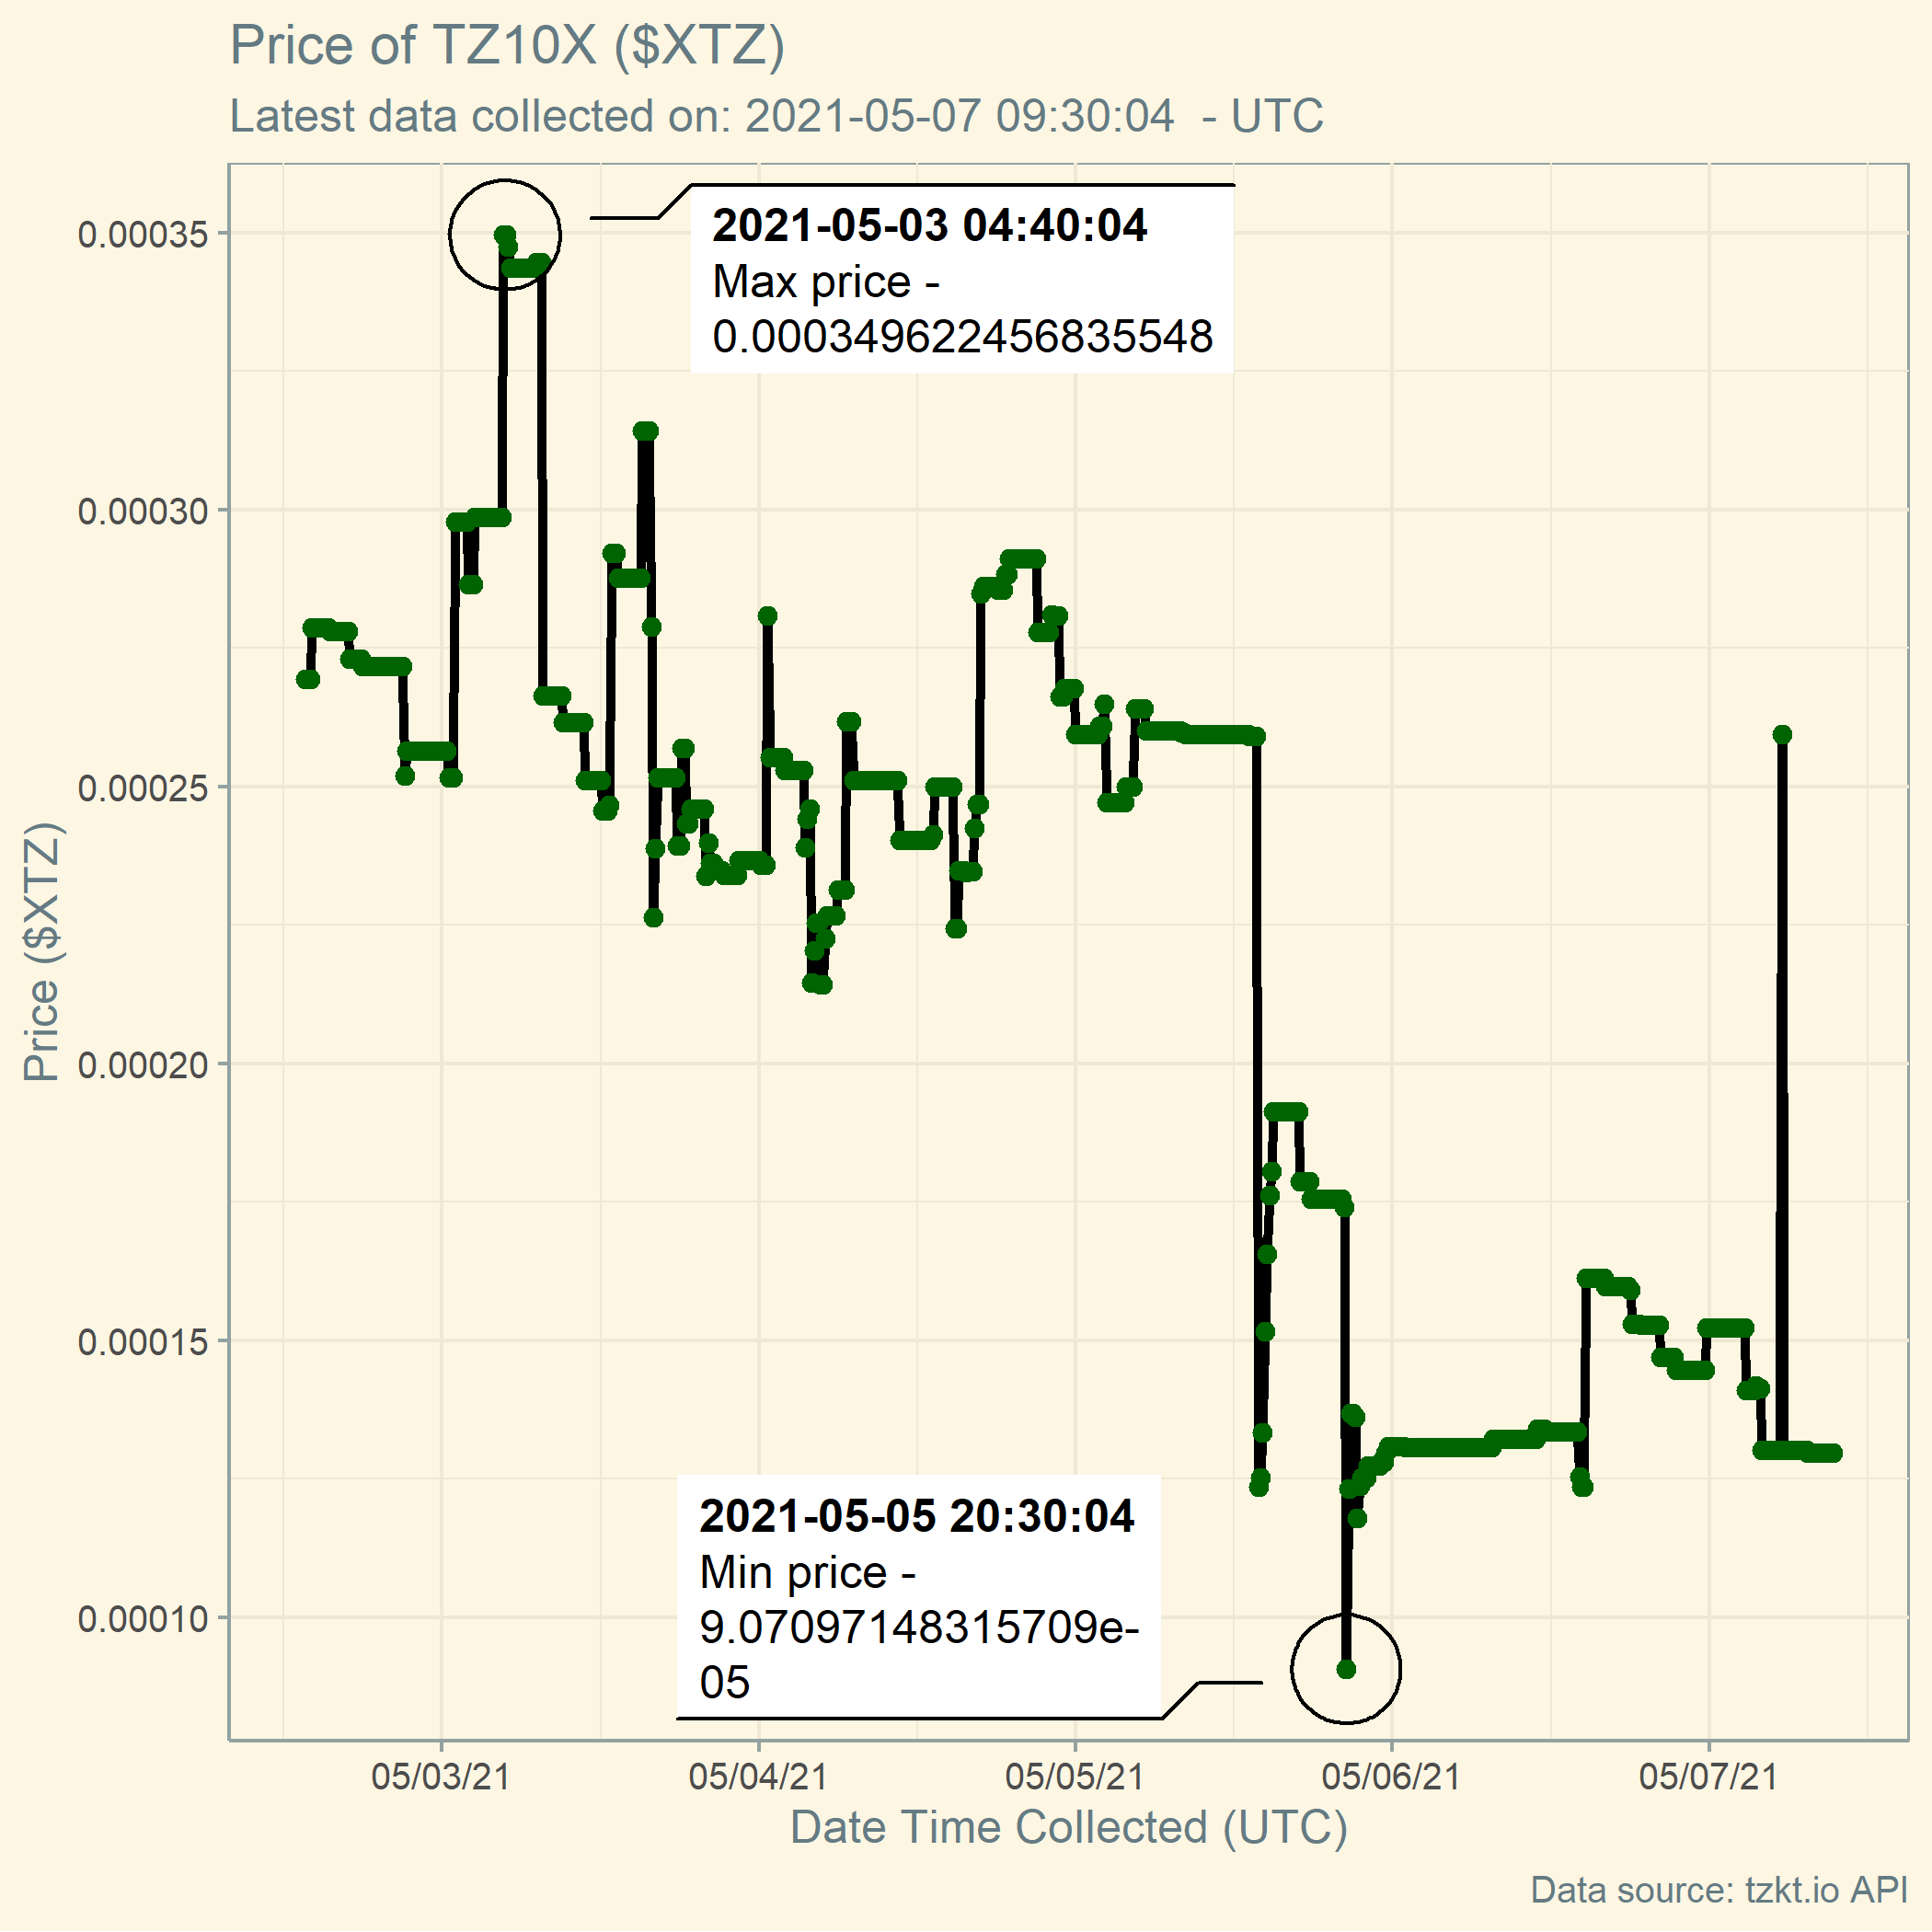 Price of TZ10X ($XTZ)
Latest data collected on: 2021-05-07 09:30:04  - UTC
0.00035
0.00030
0.00025
0.00020
0.00015
0.00010
Price ($XTZ)
2021-05-03 04:40:04
Max price -
0.000349622456835548
2021-05-05 20:30:04
Min price -
9.07097148315709e-
05
05/03/21
05/04/21
05/05/21
05/06/21
05/07/21
Date Time Collected (UTC)
Data source: tzkt.io API